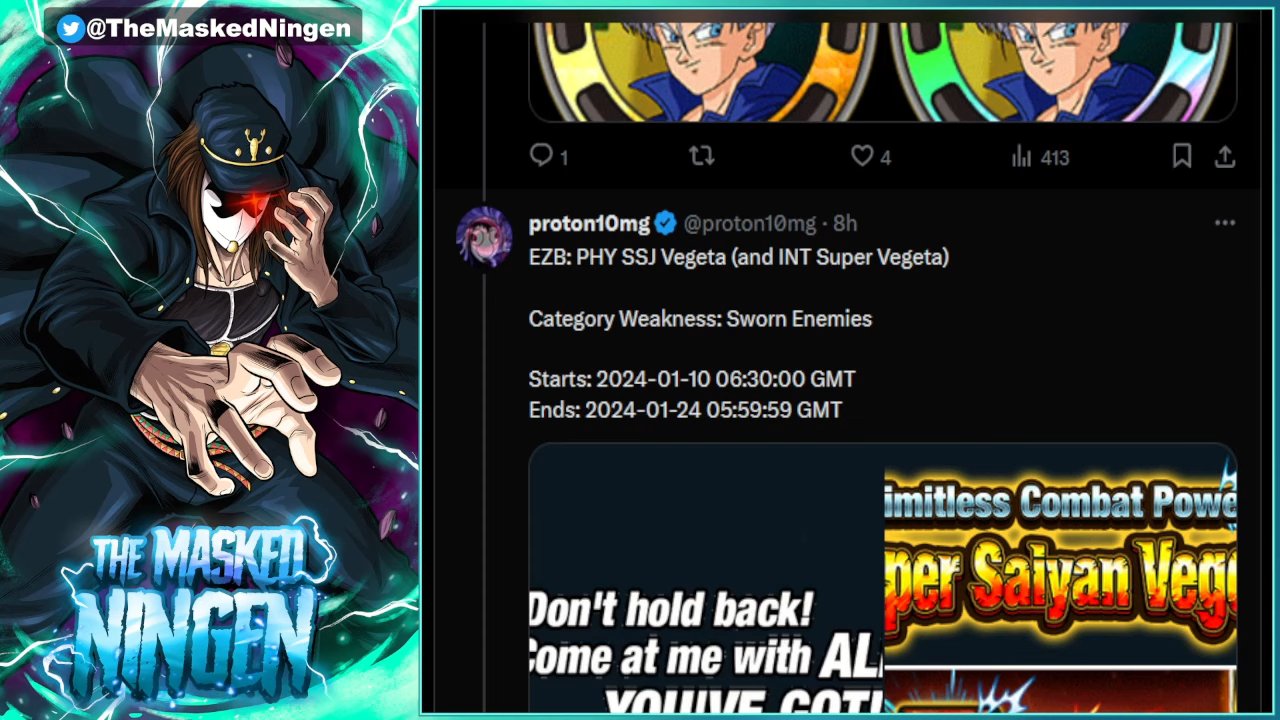 @TheMaskedNingen
THE MASKED
NINGEN
1
4
413
proton10mg @proton10mg · 8h
EZB: PHY SSJ Vegeta (and INT Super Vegeta)
Category Weakness: Sworn Enemies
Starts: 2024-01-10 06:30:00 GMT
Ends: 2024-01-24 05:59:59 GMT
Don't hold back!
Come at me with AL
YOU'VE GOT!
imitless Combat Powe
per Saiyan Veg